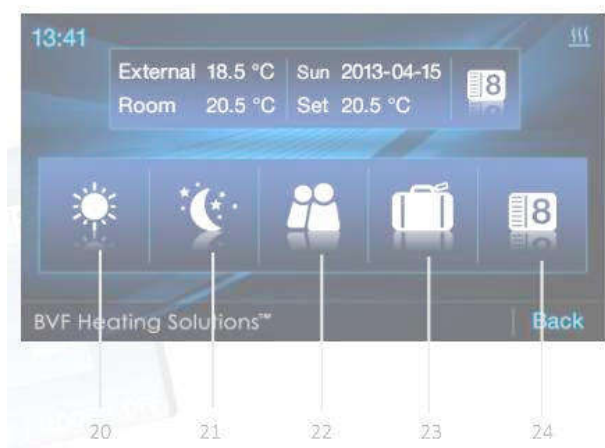 13:41
External 18.5 °C Sun 2013-04-15
Room 20.5 °C Set 20.5 °C
8
8
BVF Heating Solutions™ Back
20 21 22 23 24